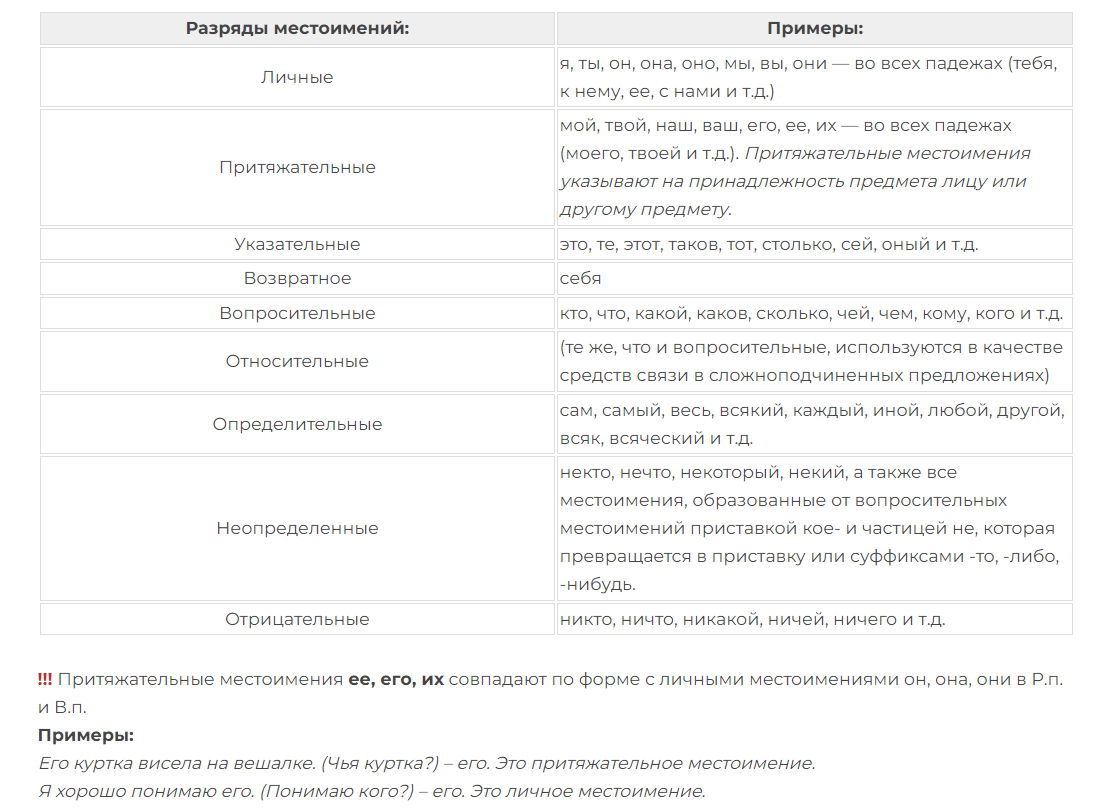 Разряды местоимений:
Примеры:
Личные
я, ты, он, она, оно, мы, вы, они — во всех падежах (тебя,
к нему, ее, с нами и т.д.)
Притяжательные
мой, твой, наш, ваш, его, ее, их — во всех падежах
(моего, твоей и т.д.). Притяжательные местоимения
указывают на принадлежность предмета лицу или
другому предмету.
Указательные
это, те, этот, таков, тот, столько, сей, оный и т.д.
Возвратное
себя
Вопросительные
кто, что, какой, каков, сколько, чей, чем, кому, кого и т.д.
Относительные
(те же, что и вопросительные, используются в качестве
средств связи в сложноподчиненных предложениях)
Определительные
сам, самый, весь, всякий, каждый, иной, любой, другой,
всяк, всяческий и т.д.
Неопределенные
некто, нечто, некоторый, некий, а также все
местоимения, образованные от вопросительных
местоимений приставкой кое- и частицей не, которая
превращается в приставку или суффиксами -то, -либо,
-нибудь.
Отрицательные
никто, ничто, никакой, ничей, ничего и т.д.
!!! Притяжательные местоимения ее, его, их совпадают по форме с личными местоимениями он, она, они в Р.п.
и В.п.
Примеры:
Его куртка висела на вешалке. (Чья куртка?) – его. Это притяжательное местоимение.
Я хорошо понимаю его. (Понимаю кого?) – его. Это личное местоимение.